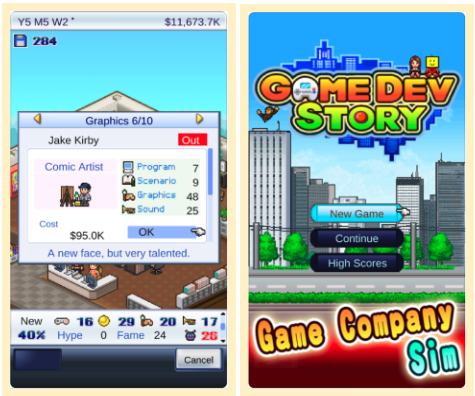 Y5 M5 W2 $11,673.7K
284
Graphics 6/10
Jake Kirby Out
Comic Artist
Program 7
Scenario 9
Graphics 48
Sound 25
Cost
$95.0K
OK
A new face, but very talented.
New 16 29 20 17
40% Hype 0 Fame 24 26
Cancel
GAME DEV
STORY
New Game
Continue
High Scores
Game Company
Sim